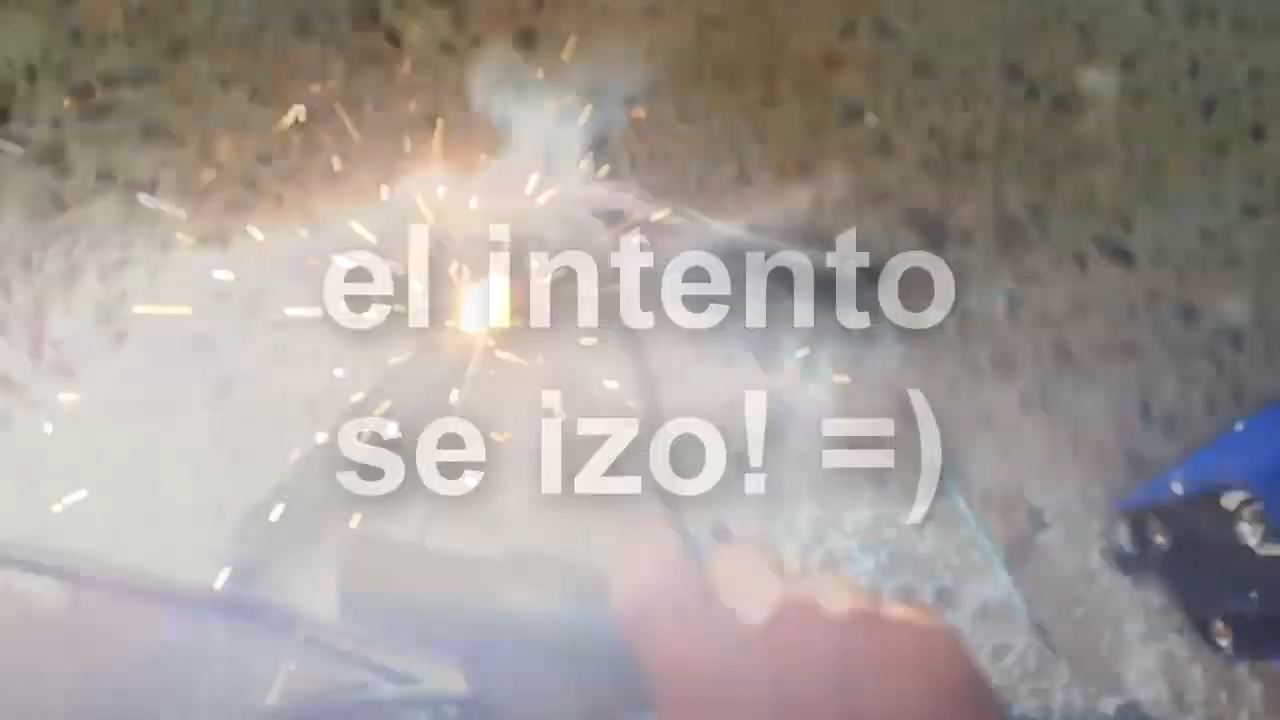 el intento
se izo! =)